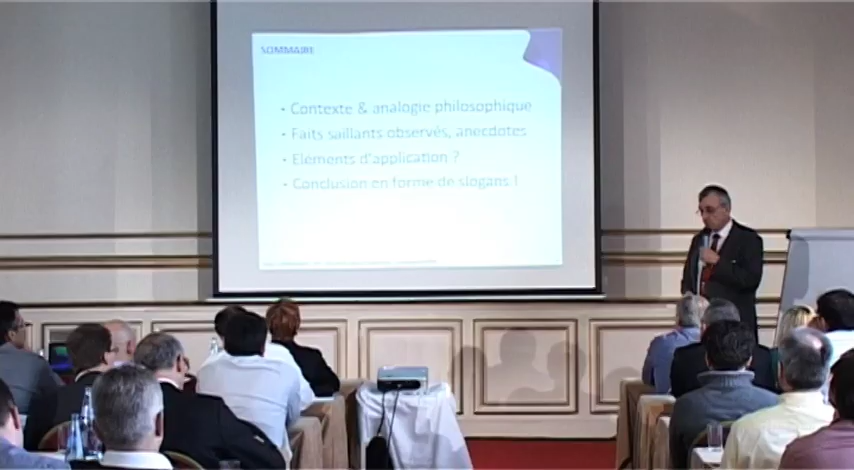 SOMMAIRE
- Contexte & analogie philosophique
- Faits saillants observés, anecdotes
- Eléments d'application ?
- Conclusion en forme de slogans !